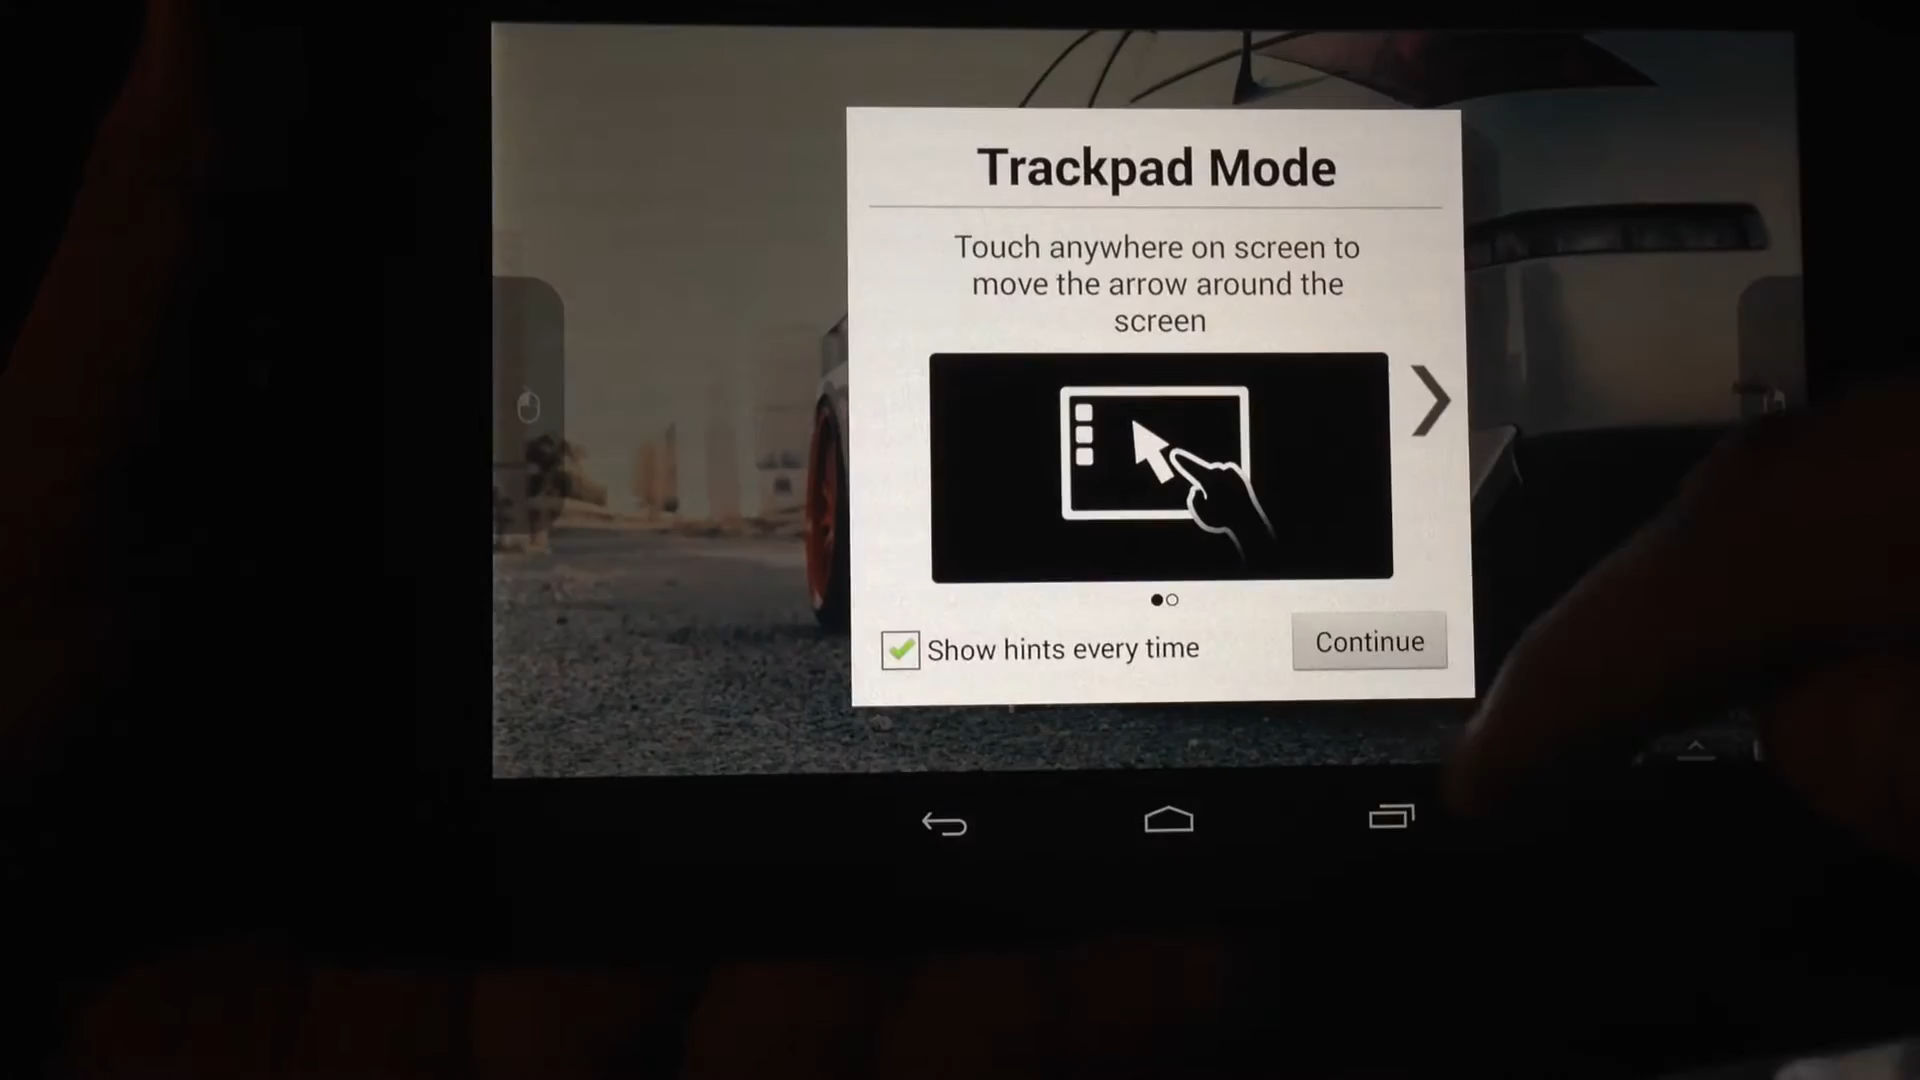 Trackpad Mode
Touch anywhere on screen to
move the arrow around the
screen
Show hints every time
Continue